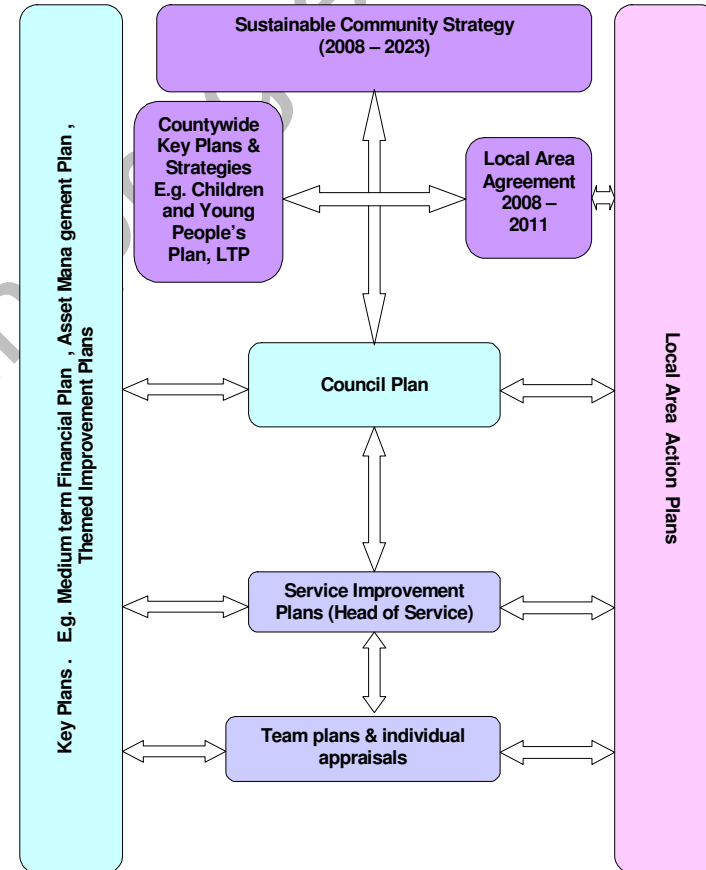 Sustainable Community Strategy
(2008 – 2023)
Countywide
Key Plans &
Strategies
E.g. Children
and Young
People's
Plan, LTP
Local Area
Agreement
2008 –
2011
Key Plans . E.g. Medium term Financial Plan , Asset Mana gement Plan ,
Themed Improvement Plans
Council Plan
Local Area Action Plans
Service Improvement
Plans (Head of Service)
Team plans & individual
appraisals